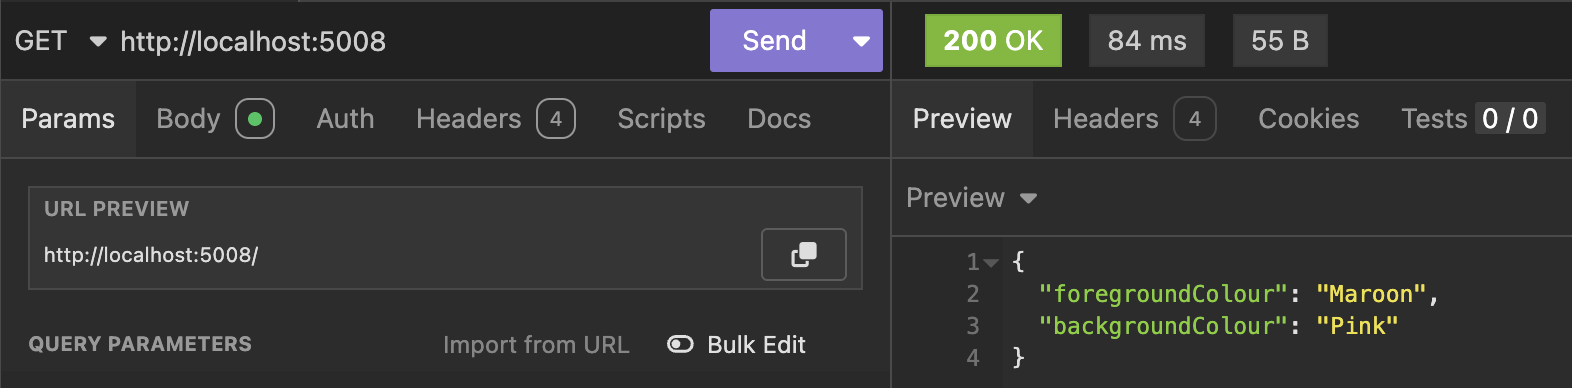 GET http://localhost:5008 Send
Params Body Auth Headers 4 Scripts Docs
URL PREVIEW
http://localhost:5008/
QUERY PARAMETERS Import from URL Bulk Edit
200 OK 84 ms 55 B
Preview Headers 4 Cookies Tests 0 / 0
Preview
1 {
2 "foregroundColour": "Maroon",
3 "backgroundColour": "Pink"
4 }